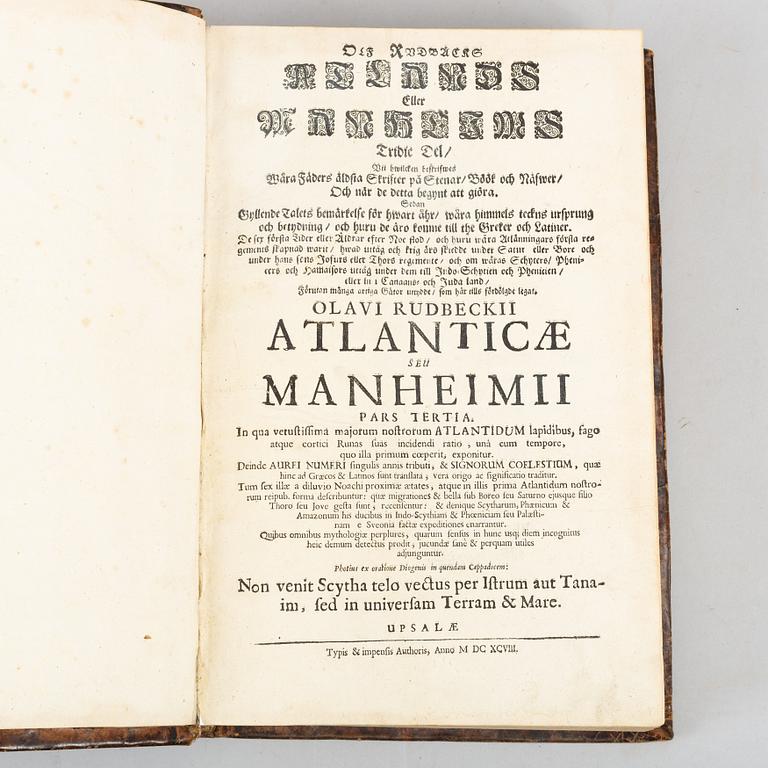 Olf Rudbäcks
ATLANDS
Eller
MANHEIMS
Tridie Del/
Uti hwilcken beskrifwes
Wåra Fäders äldsta Skrifter på Stenar/ Böök och Näfwer/
Och når de detta begynt att giöra.
Sedan
Gyllende Talets bemärkelse för hwart åhr/ wåra himmels teckns ursprung
och betydning/ och huru de äro komne till the Greker och Latiner.
De sex första Tider eller Åldrar efter Noe flod/ och huru wåra Atlänningars första re-
gements skapnad warit/ hwad uttåg och krig äro skiedde under Satur eller Bore och
under hans sons Jofurs eller Thors regemente/ och om wåras Schyters/ Pheni-
cers och uttåg under dem till Indo-Schytien och Phenicien/
eller in i Canaans och Juda land/
Förutan många artiga Gåtor uttydde/ som här tills fördölgde legat.
OLAVI RUDBECKII
ATLANTICÆ
SEU
MANHEIMII
PARS TERTIA.
In qua vetustissima majorum nostrorum ATLANTIDUM lapidibus, fago
atque cortici Runas suas incidendi ratio, unà cum tempore,
quo illa primum cœperit, exponitur.
Deinde AUREI NUMERI singulis annis tributi, & SIGNORUM COELESTIUM, quæ
hinc ad Græcos & Latinos sunt translata, vera origo ac significatio traditur.
Tum sex illæ a diluvio Noachi proximæ ætates, atque in illis prima Atlantidum nostro-
rum reipub. forma describuntur: quæ migrationes & bella sub Boreo seu Saturno ejusque filio
Thoro seu Jove gesta sunt, recensentur: & denique Scytharum, Phœnicum &
Amazonum his ducibus in Indo-Scythiam & Phœniciam seu Palæsti-
nam e Sveonia factæ expeditiones enarrantur.
Quibus omnibus mythologiæ perplures, quarum sensus in hunc usq; diem incognitus
heic demum detectus prodit, jucundæ sanè & perquam utiles
adjunguntur.
Photius ex oratione Diogenis in quendam Cappadocem:
Non venit Scytha telo vectus per Istrum aut Tana-
im, sed in universam Terram & Mare.
UPSALÆ
Typis & impensis Authoris, Anno M DC XCVIII.